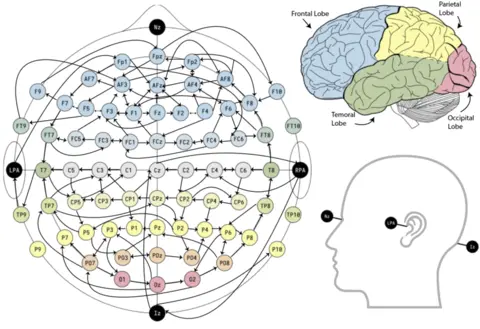 Nz
Fp1 Fpz Fp2
AF7 AF3 AFz AF4 AF8
F9 F7 F5 F3 F1 Fz F2 F4 F6 F8 F10
FT9 FT7 FC5 FC3 FC1 FCz FC2 FC4 FC6 FT8 FT10
LPA T7 C5 C3 C1 Cz C2 C4 C6 T8 RPA
TP9 TP7 CP5 CP3 CP1 CPz CP2 CP4 CP6 TP8 TP10
P9 P7 P5 P3 P1 Pz P2 P4 P6 P8 P10
PO7 PO3 POz PO4 PO8
O1 Oz O2
Iz
Frontal Lobe
Parietal
Lobe
Temporal
Lobe
Occipital
Lobe
Nz
LPA
Iz